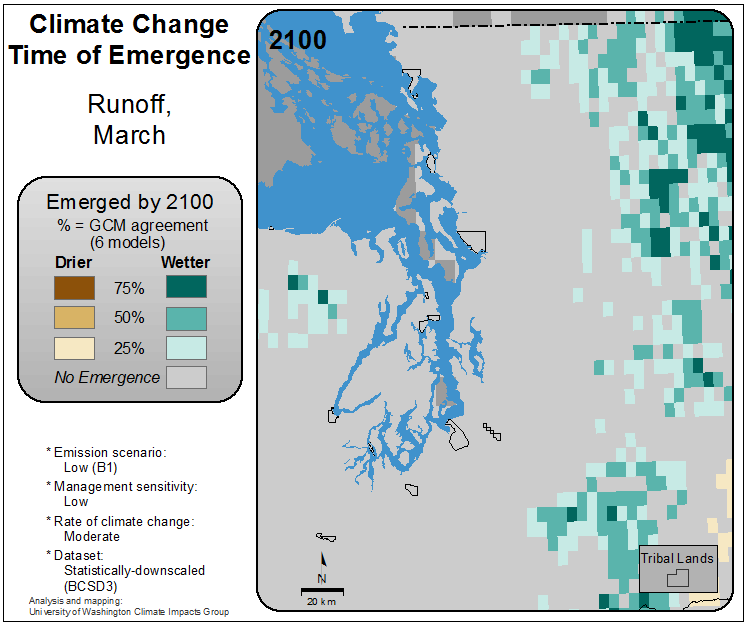 Climate Change
Time of Emergence
Runoff,
March
Emerged by 2100
% = GCM agreement
(6 models)
Drier Wetter
75%
50%
25%
No Emergence
* Emission scenario:
Low (B1)
* Management sensitivity:
Low
* Rate of climate change:
Moderate
* Dataset:
Statistically-downscaled
(BCSD3)
Analysis and mapping:
University of Washington Climate Impacts Group
2100
N
20 km
Tribal Lands